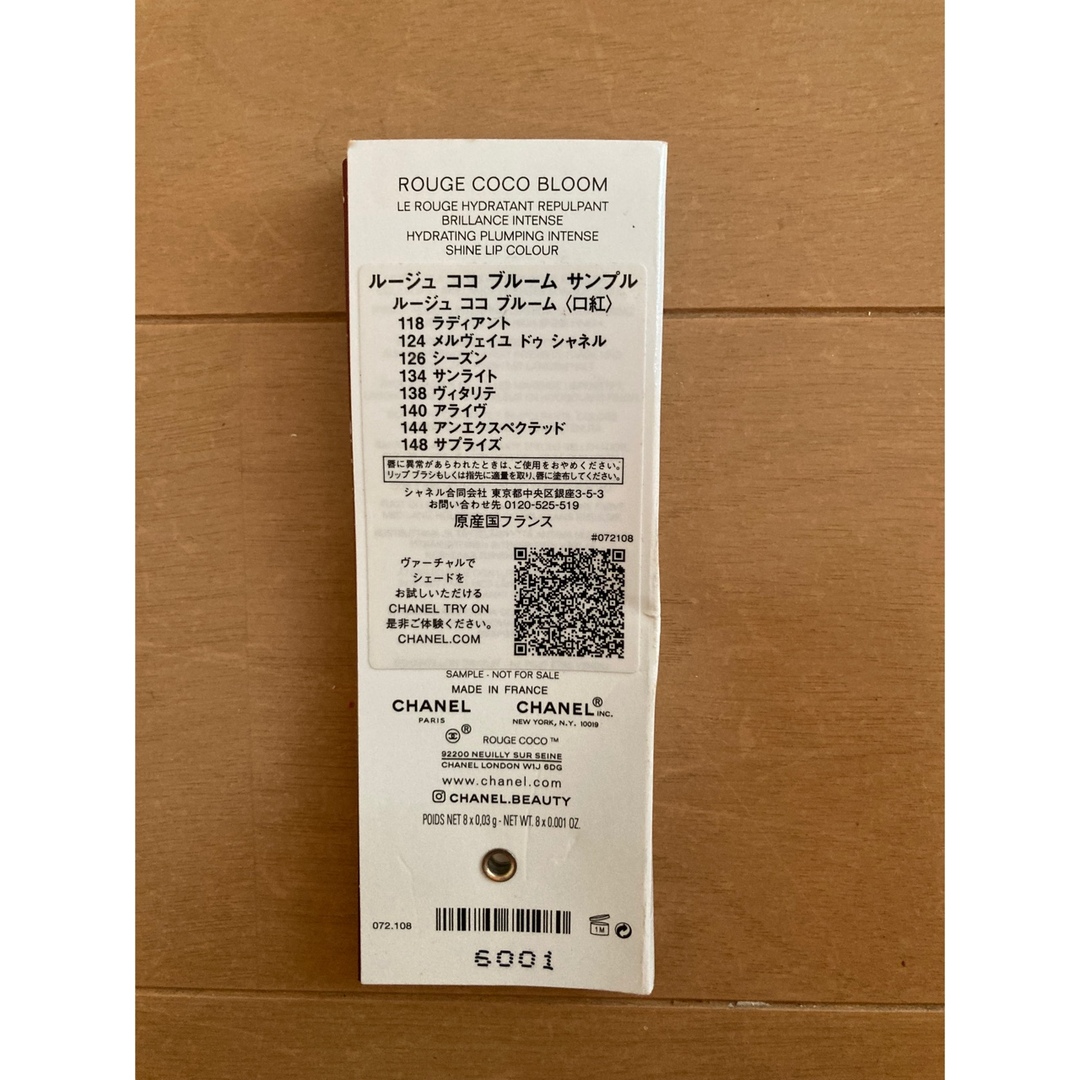 ROUGE COCO BLOOM
LE ROUGE HYDRATANT REPULPANT
BRILLANCE INTENSE
HYDRATING PLUMPING INTENSE
SHINE LIP COLOUR
ルージュ ココ ブルーム サンプル
ルージュ ココ ブルーム〈口紅〉
118 ラディアント
124 メルヴェイユ ドゥ シャネル
126 シーズン
134 サンライト
138 ヴィタリテ
140 アライヴ
144 アンエクスペクテッド
148 サプライズ
唇に異常があらわれたときは、ご使用をおやめください。
リップ ブラシもしくは指先に適量を取り、唇に塗布してください。
シャネル合同会社 東京都中央区銀座3-5-3
お問い合わせ先 0120-525-519
原産国フランス
#072108
ヴァーチャルで
シェードを
お試しいただける
CHANEL TRY ON
是非ご体験ください。
CHANEL.COM
SAMPLE - NOT FOR SALE
MADE IN FRANCE
CHANEL CHANEL® INC.
PARIS NEW YORK, N.Y. 10019
® ROUGE COCO™
92200 NEUILLY SUR SEINE
CHANEL LONDON W1J 6DG
www.chanel.com
CHANEL.BEAUTY
POIDS NET 8 x 0,03 g - NET WT. 8 x 0.001 OZ.
072.108
1M
6001